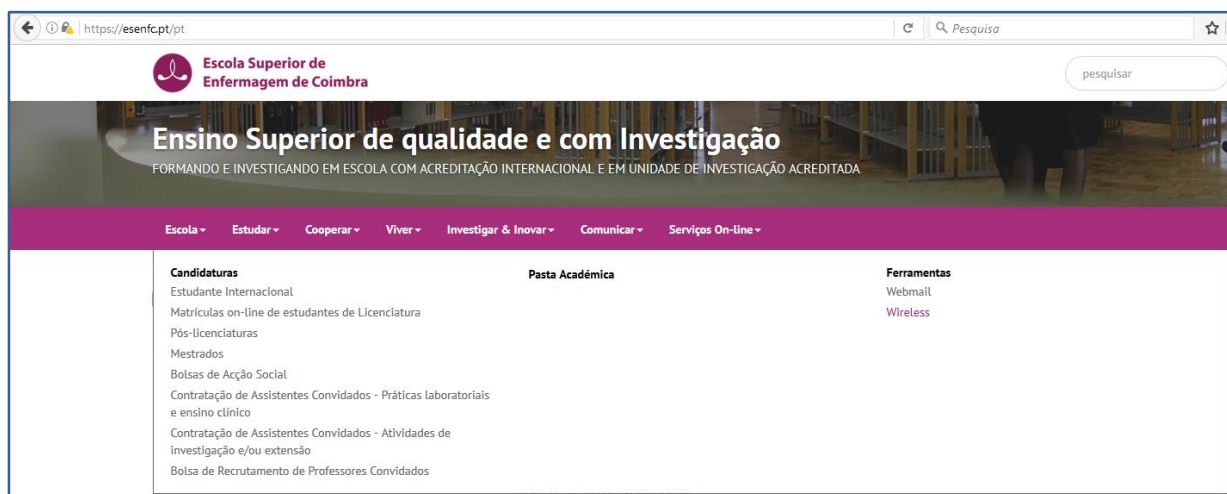 https://esenfc.pt/pt
Pesquisa
Escola Superior de
Enfermagem de Coimbra
pesquisar
Ensino Superior de qualidade e com Investigação
FORMANDO E INVESTIGANDO EM ESCOLA COM ACREDITAÇÃO INTERNACIONAL E EM UNIDADE DE INVESTIGAÇÃO ACREDITADA
Escola Estudar Cooperar Viver Investigar & Inovar Comunicar Serviços On-line
Candidaturas
Estudante Internacional
Matrículas on-line de estudantes de Licenciatura
Pós-licenciaturas
Mestrados
Bolsas de Acção Social
Contratação de Assistentes Convidados - Práticas laboratoriais
e ensino clínico
Contratação de Assistentes Convidados - Atividades de
investigação e/ou extensão
Bolsa de Recrutamento de Professores Convidados
Pasta Académica
Ferramentas
Webmail
Wireless